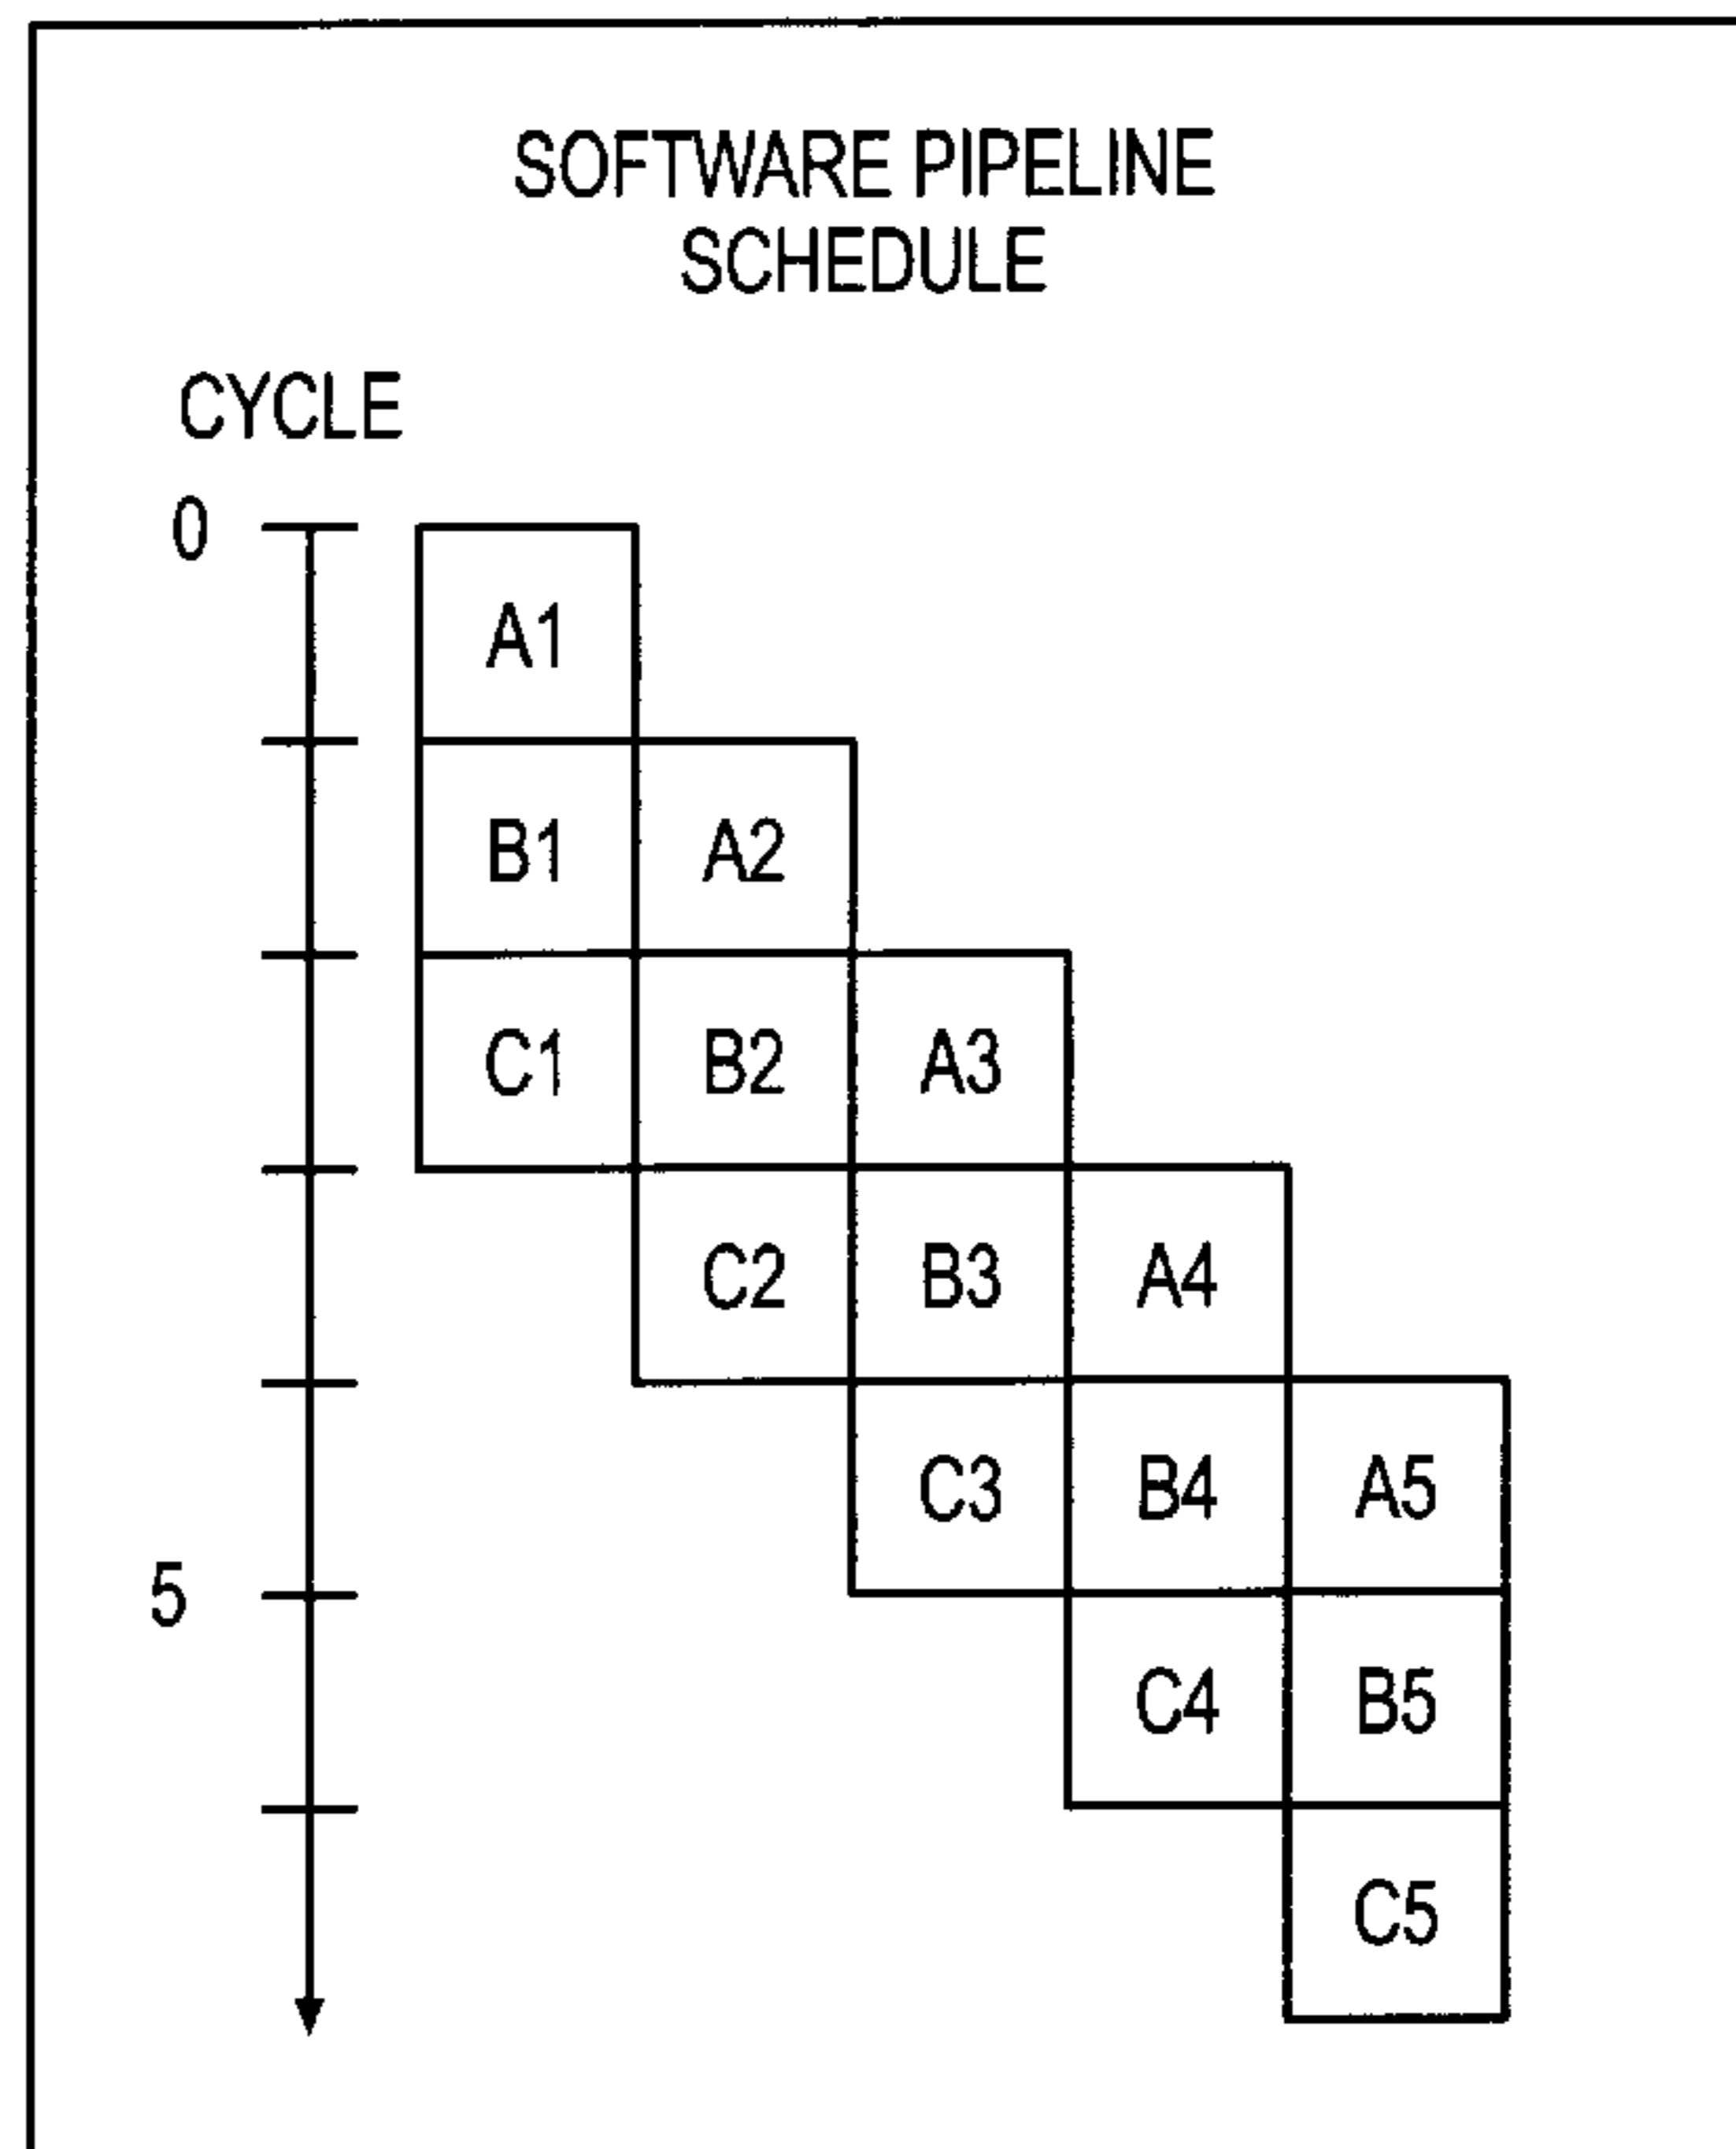 SOFTWARE PIPELINE
SCHEDULE
CYCLE
0
A1
B1 A2
C1 B2 A3
C2 B3 A4
C3 B4 A5
5
C4 B5
C5